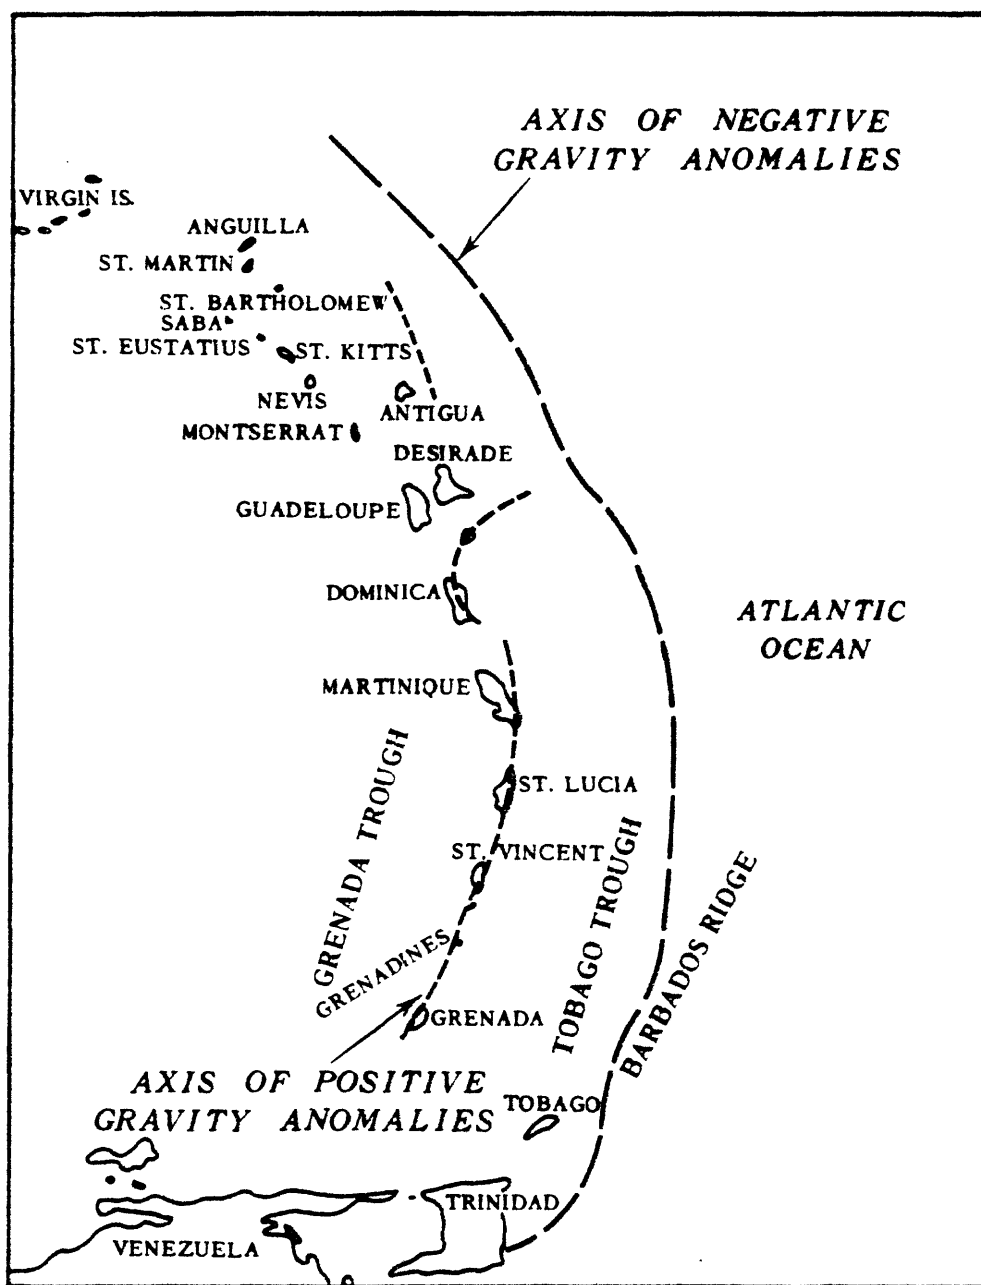 AXIS OF NEGATIVE
GRAVITY ANOMALIES
VIRGIN IS.
ANGUILLA
ST. MARTIN
ST. BARTHOLOMEW
SABA
ST. EUSTATIUS
ST. KITTS
NEVIS
ANTIGUA
MONTSERRAT
DESIRADE
GUADELOUPE
DOMINICA
ATLANTIC
OCEAN
MARTINIQUE
GRENADA TROUGH
ST. LUCIA
ST. VINCENT
TOBAGO TROUGH
BARBADOS RIDGE
GRENADINES
GRENADA
AXIS OF POSITIVE
GRAVITY ANOMALIES
TOBAGO
TRINIDAD
VENEZUELA